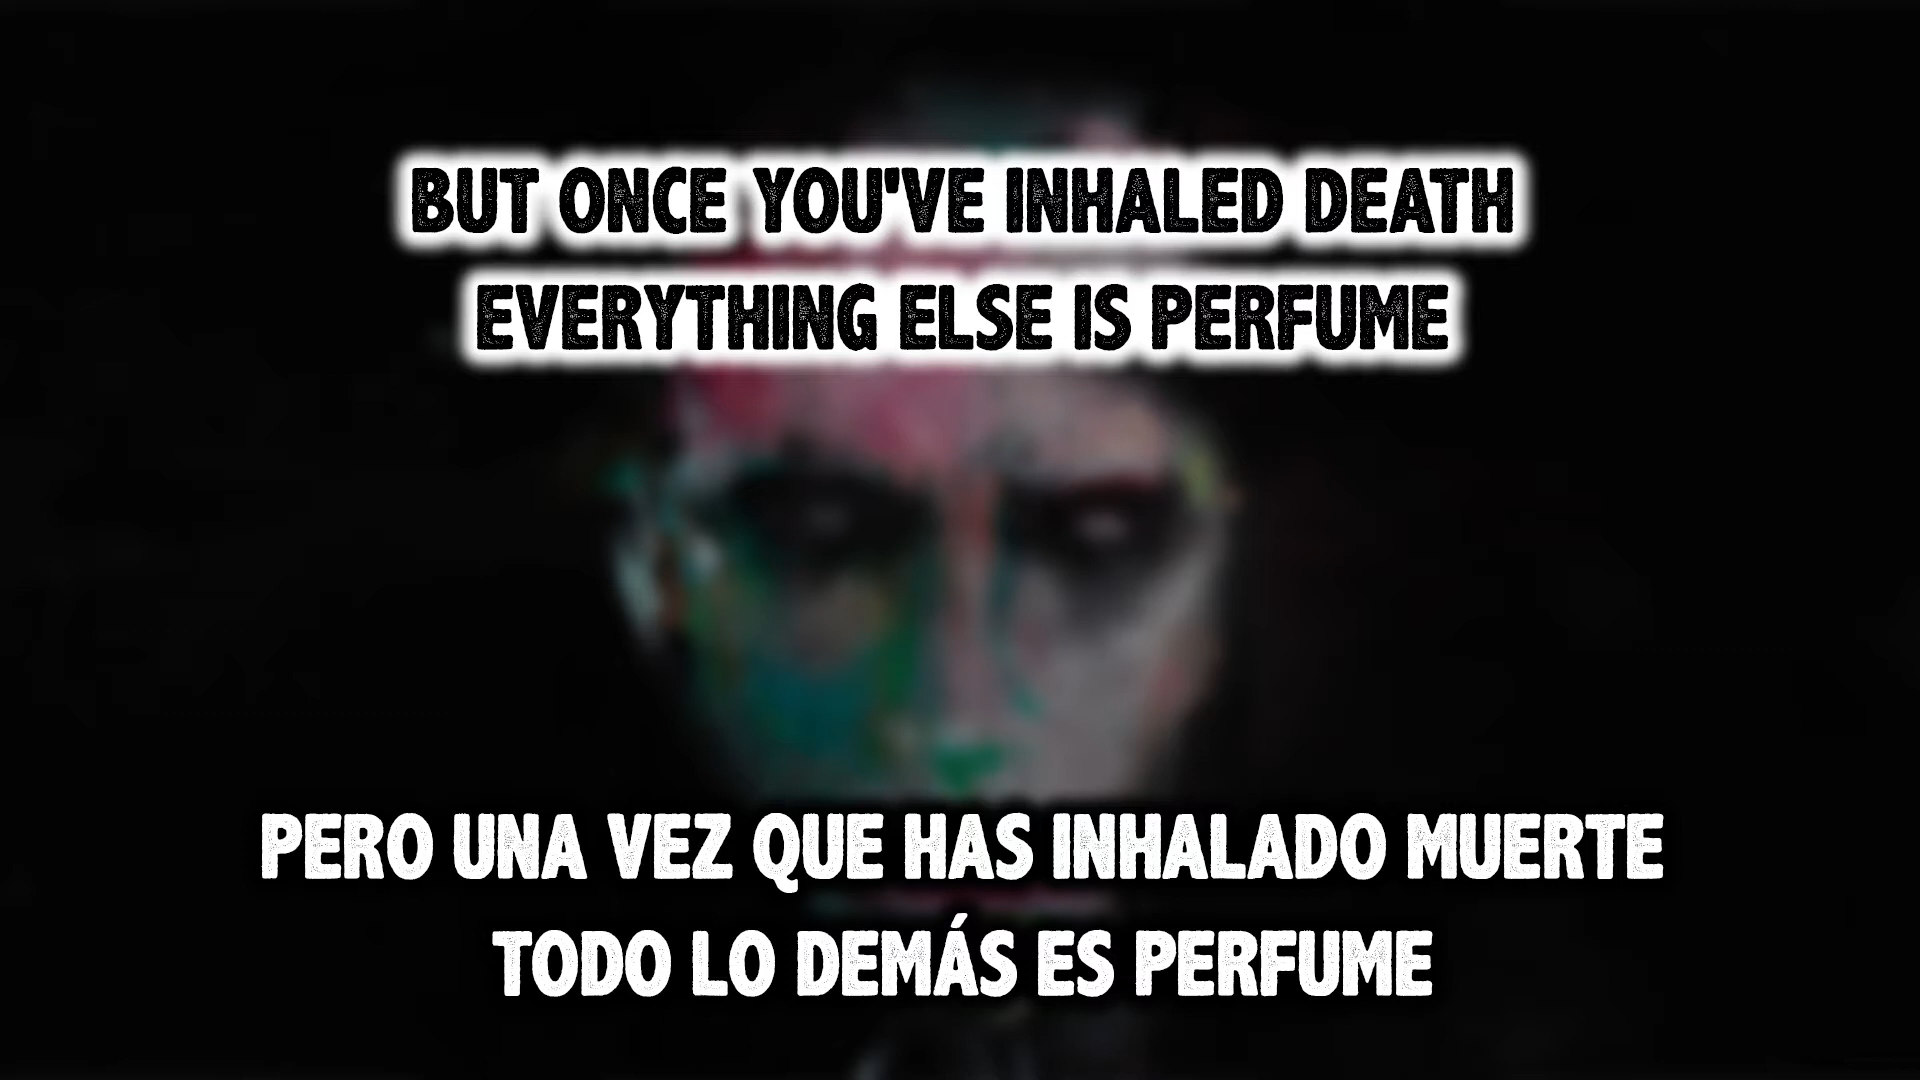 BUT ONCE YOU'VE INHALED DEATH
EVERYTHING ELSE IS PERFUME
PERO UNA VEZ QUE HAS INHALADO MUERTE
TODO LO DEMÁS ES PERFUME